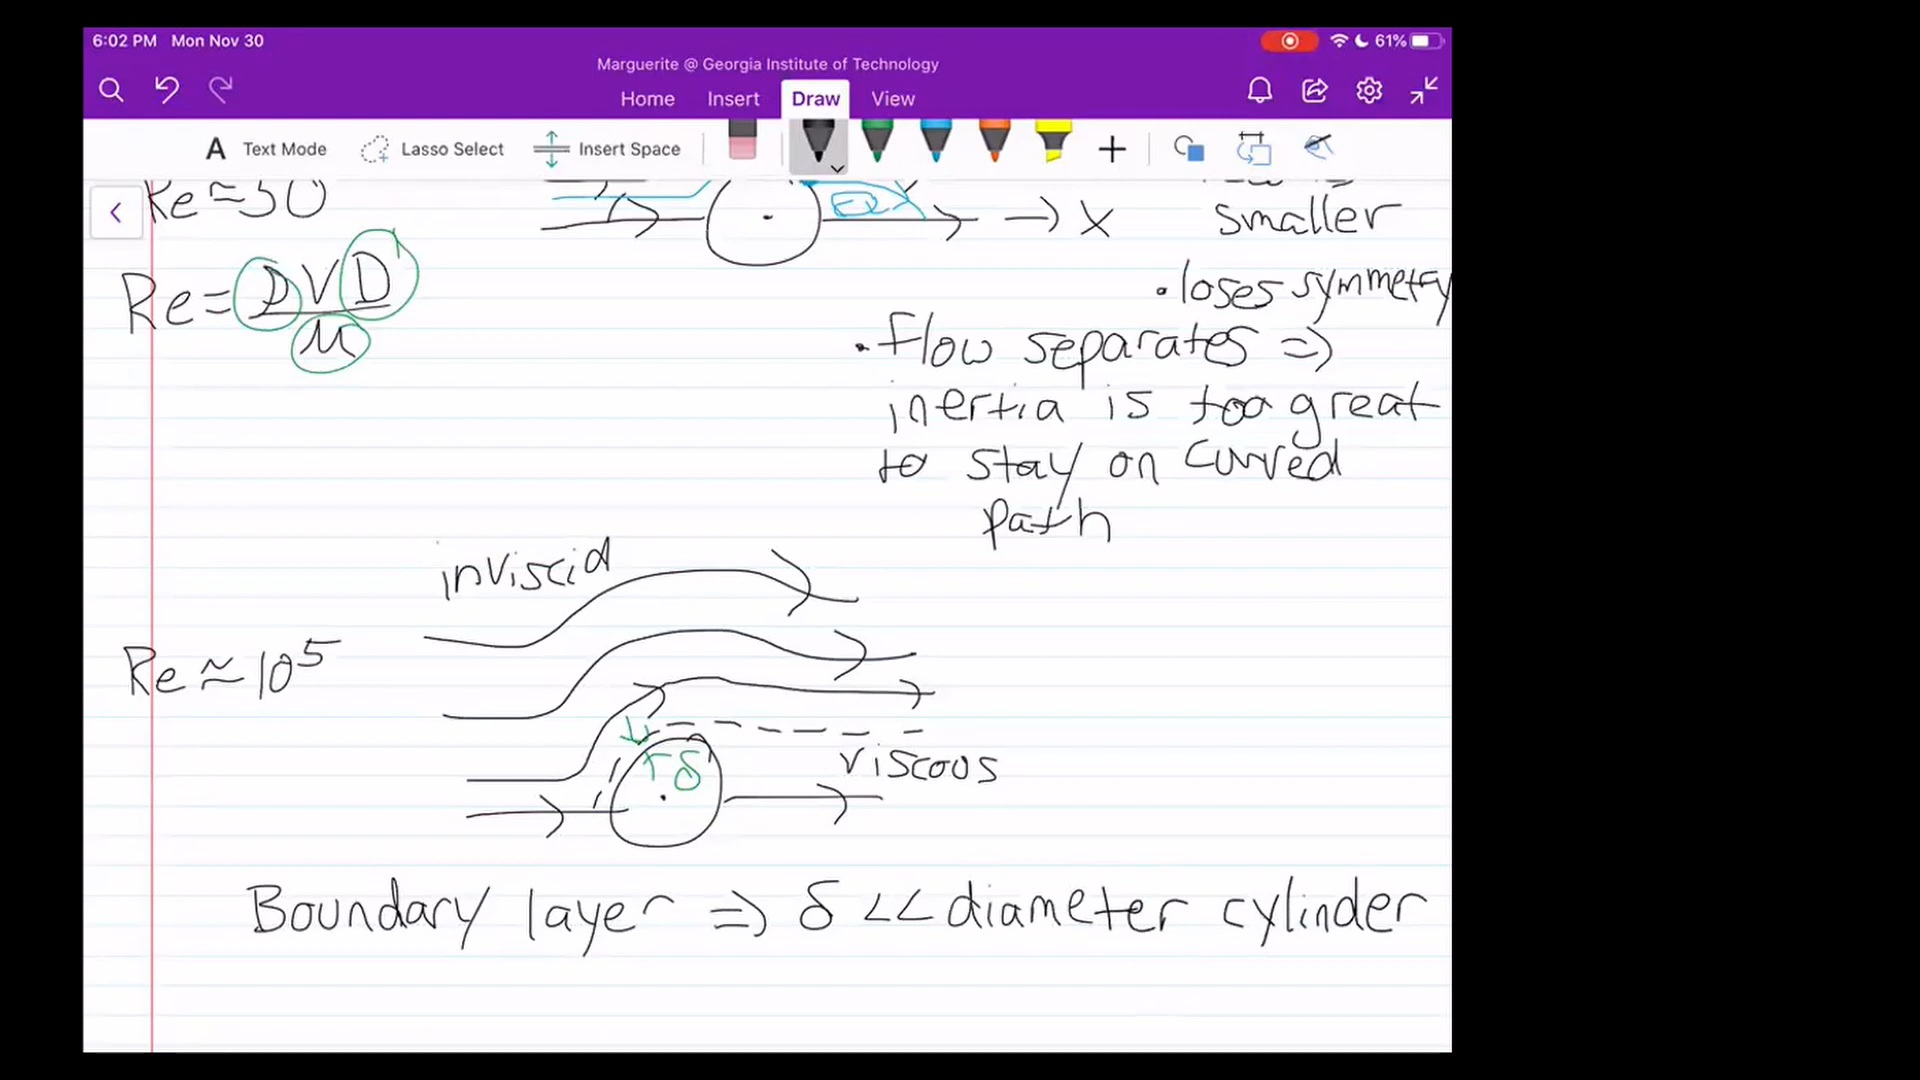 6:02 PM Mon Nov 30
61%
Marguerite @ Georgia Institute of Technology
Home Insert Draw View
Text Mode Lasso Select Insert Space
Re≈50
→ X
smaller
Re = ρVD
μ
• loses symmetry
• Flow separates =>
inertia is too great
to stay on curved
path
inviscid
Re ≈ 10^5
δ
viscous
Boundary layer => δ << diameter cylinder